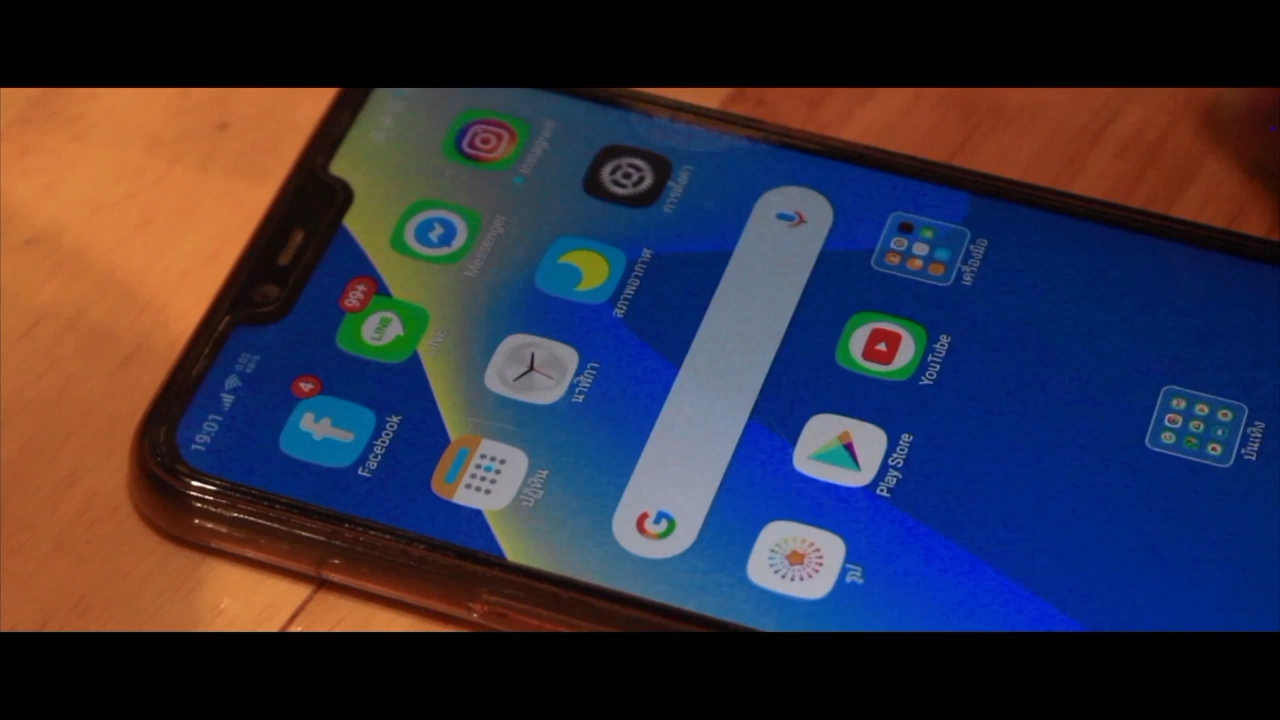 19:01
4
99+
Facebook
LINE
LINE
Messenger
Instagram
ปฏิทิน
นาฬิกา
สภาพอากาศ
การตั้งค่า
G
รูป
Play Store
YouTube
เครื่องมือ
บันเทิง